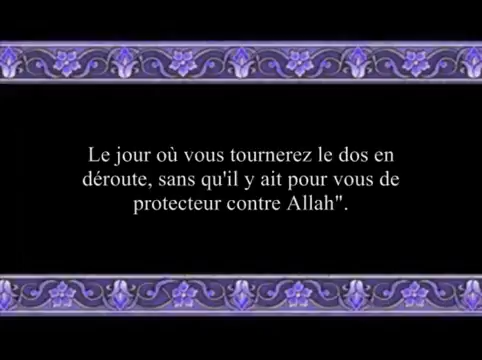 Le jour où vous tournerez le dos en
déroute, sans qu'il y ait pour vous de
protecteur contre Allah".